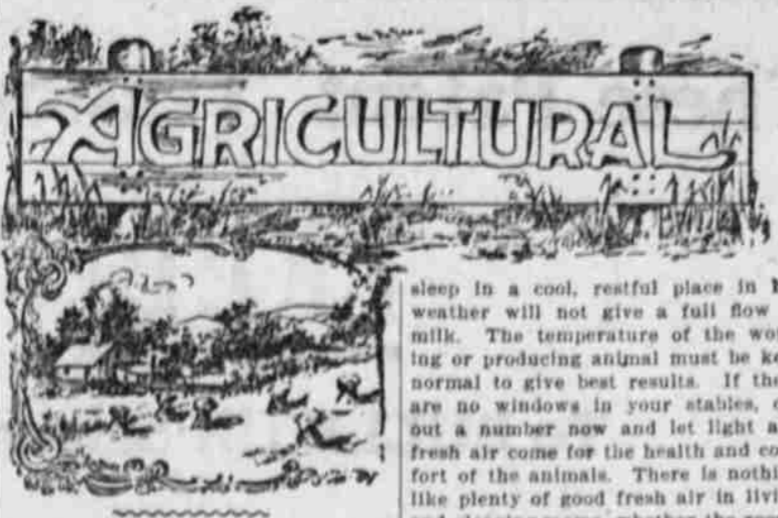 AGRICULTURAL
sleep in a cool, restful place in
weather will not give a full flow
milk. The temperature of the wo
ing or producing animal must be ke
normal to give best results. If the
are no windows in your stables,
out a number now and let light a
fresh air come for the health and co
fort of the animals. There is nothi
like plenty of good fresh air in livi